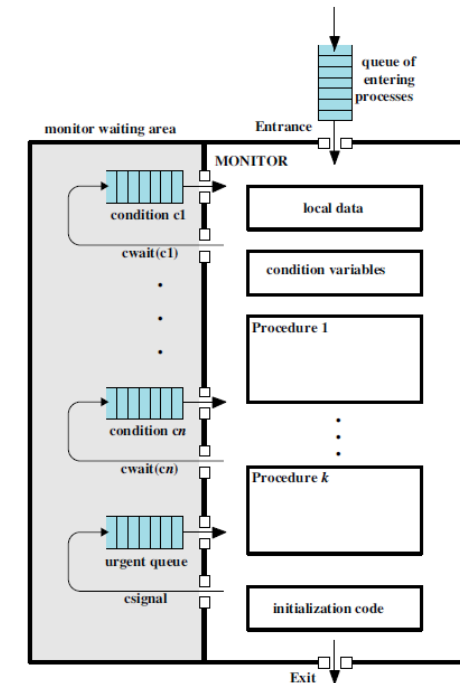 queue of
entering
processes
Entrance
monitor waiting area
MONITOR
condition c1
cwait(c1)
local data
condition variables
Procedure 1
condition cn
cwait(cn)
Procedure k
urgent queue
csignal
initialization code
Exit